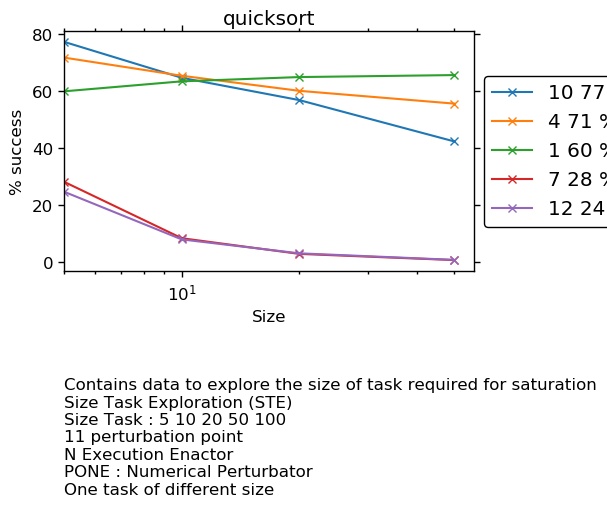 quicksort
80
60
40
20
0
% success
10¹
Size
10 77
4 71 %
1 60 %
7 28 %
12 24
Contains data to explore the size of task required for saturation
Size Task Exploration (STE)
Size Task : 5 10 20 50 100
11 perturbation point
N Execution Enactor
PONE : Numerical Perturbator
One task of different size